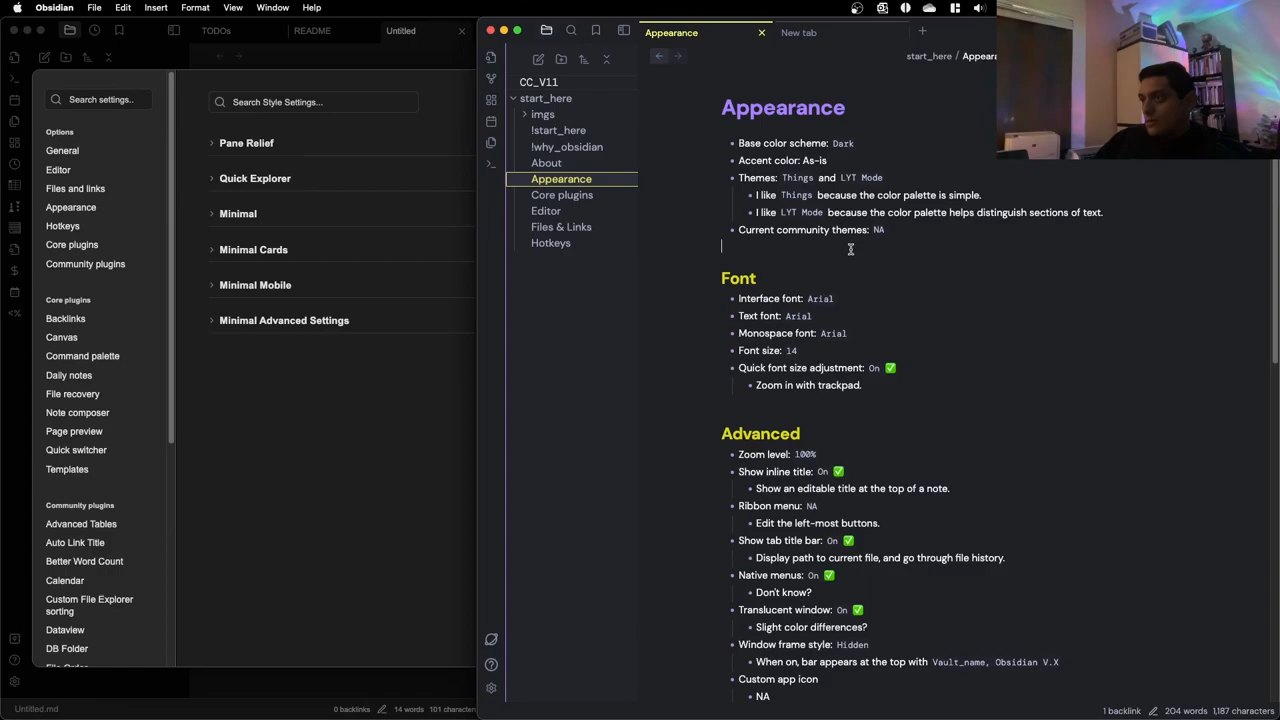 Obsidian File Edit Insert Format View Window Help
TODOs README Untitled
Search settings..
Options
General
Editor
Files and links
Appearance
Hotkeys
Core plugins
Community plugins
Core plugins
Backlinks
Canvas
Command palette
Daily notes
File recovery
Note composer
Page preview
Quick switcher
Templates
Community plugins
Advanced Tables
Auto Link Title
Better Word Count
Calendar
Custom File Explorer
sorting
Dataview
DB Folder
Search Style Settings...
Pane Relief
Quick Explorer
Minimal
Minimal Cards
Minimal Mobile
Minimal Advanced Settings
Untitled.md
0 backlinks 14 words 101 characters
CC_V11
start_here
imgs
!start_here
!why_obsidian
About
Appearance
Core plugins
Editor
Files & Links
Hotkeys
Appearance New tab
start_here / Appeara
Appearance
Base color scheme: Dark
Accent color: As-is
Themes: Things and LYT Mode
I like Things because the color palette is simple.
I like LYT Mode because the color palette helps distinguish sections of text.
Current community themes: NA
Font
Interface font: Arial
Text font: Arial
Monospace font: Arial
Font size: 14
Quick font size adjustment: On ✅
Zoom in with trackpad.
Advanced
Zoom level: 100%
Show inline title: On ✅
Show an editable title at the top of a note.
Ribbon menu: NA
Edit the left-most buttons.
Show tab title bar: On ✅
Display path to current file, and go through file history.
Native menus: On ✅
Don't know?
Translucent window: On ✅
Slight color differences?
Window frame style: Hidden
When on, bar appears at the top with Vault_name, Obsidian V.X
Custom app icon
NA
1 backlink 204 words 1,187 characters